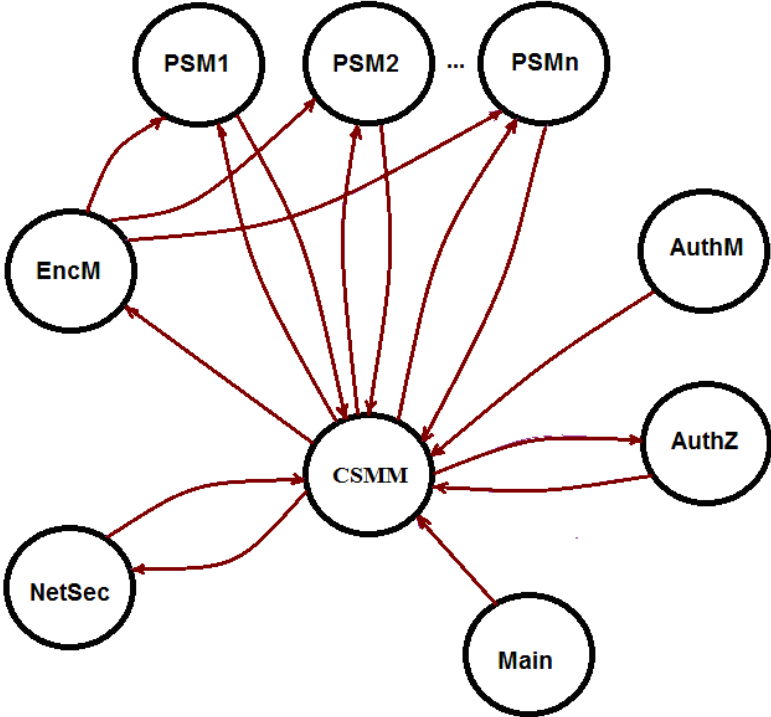 PSM1
PSM2
...
PSMn
EncM
AuthM
AuthZ
CSMM
NetSec
Main